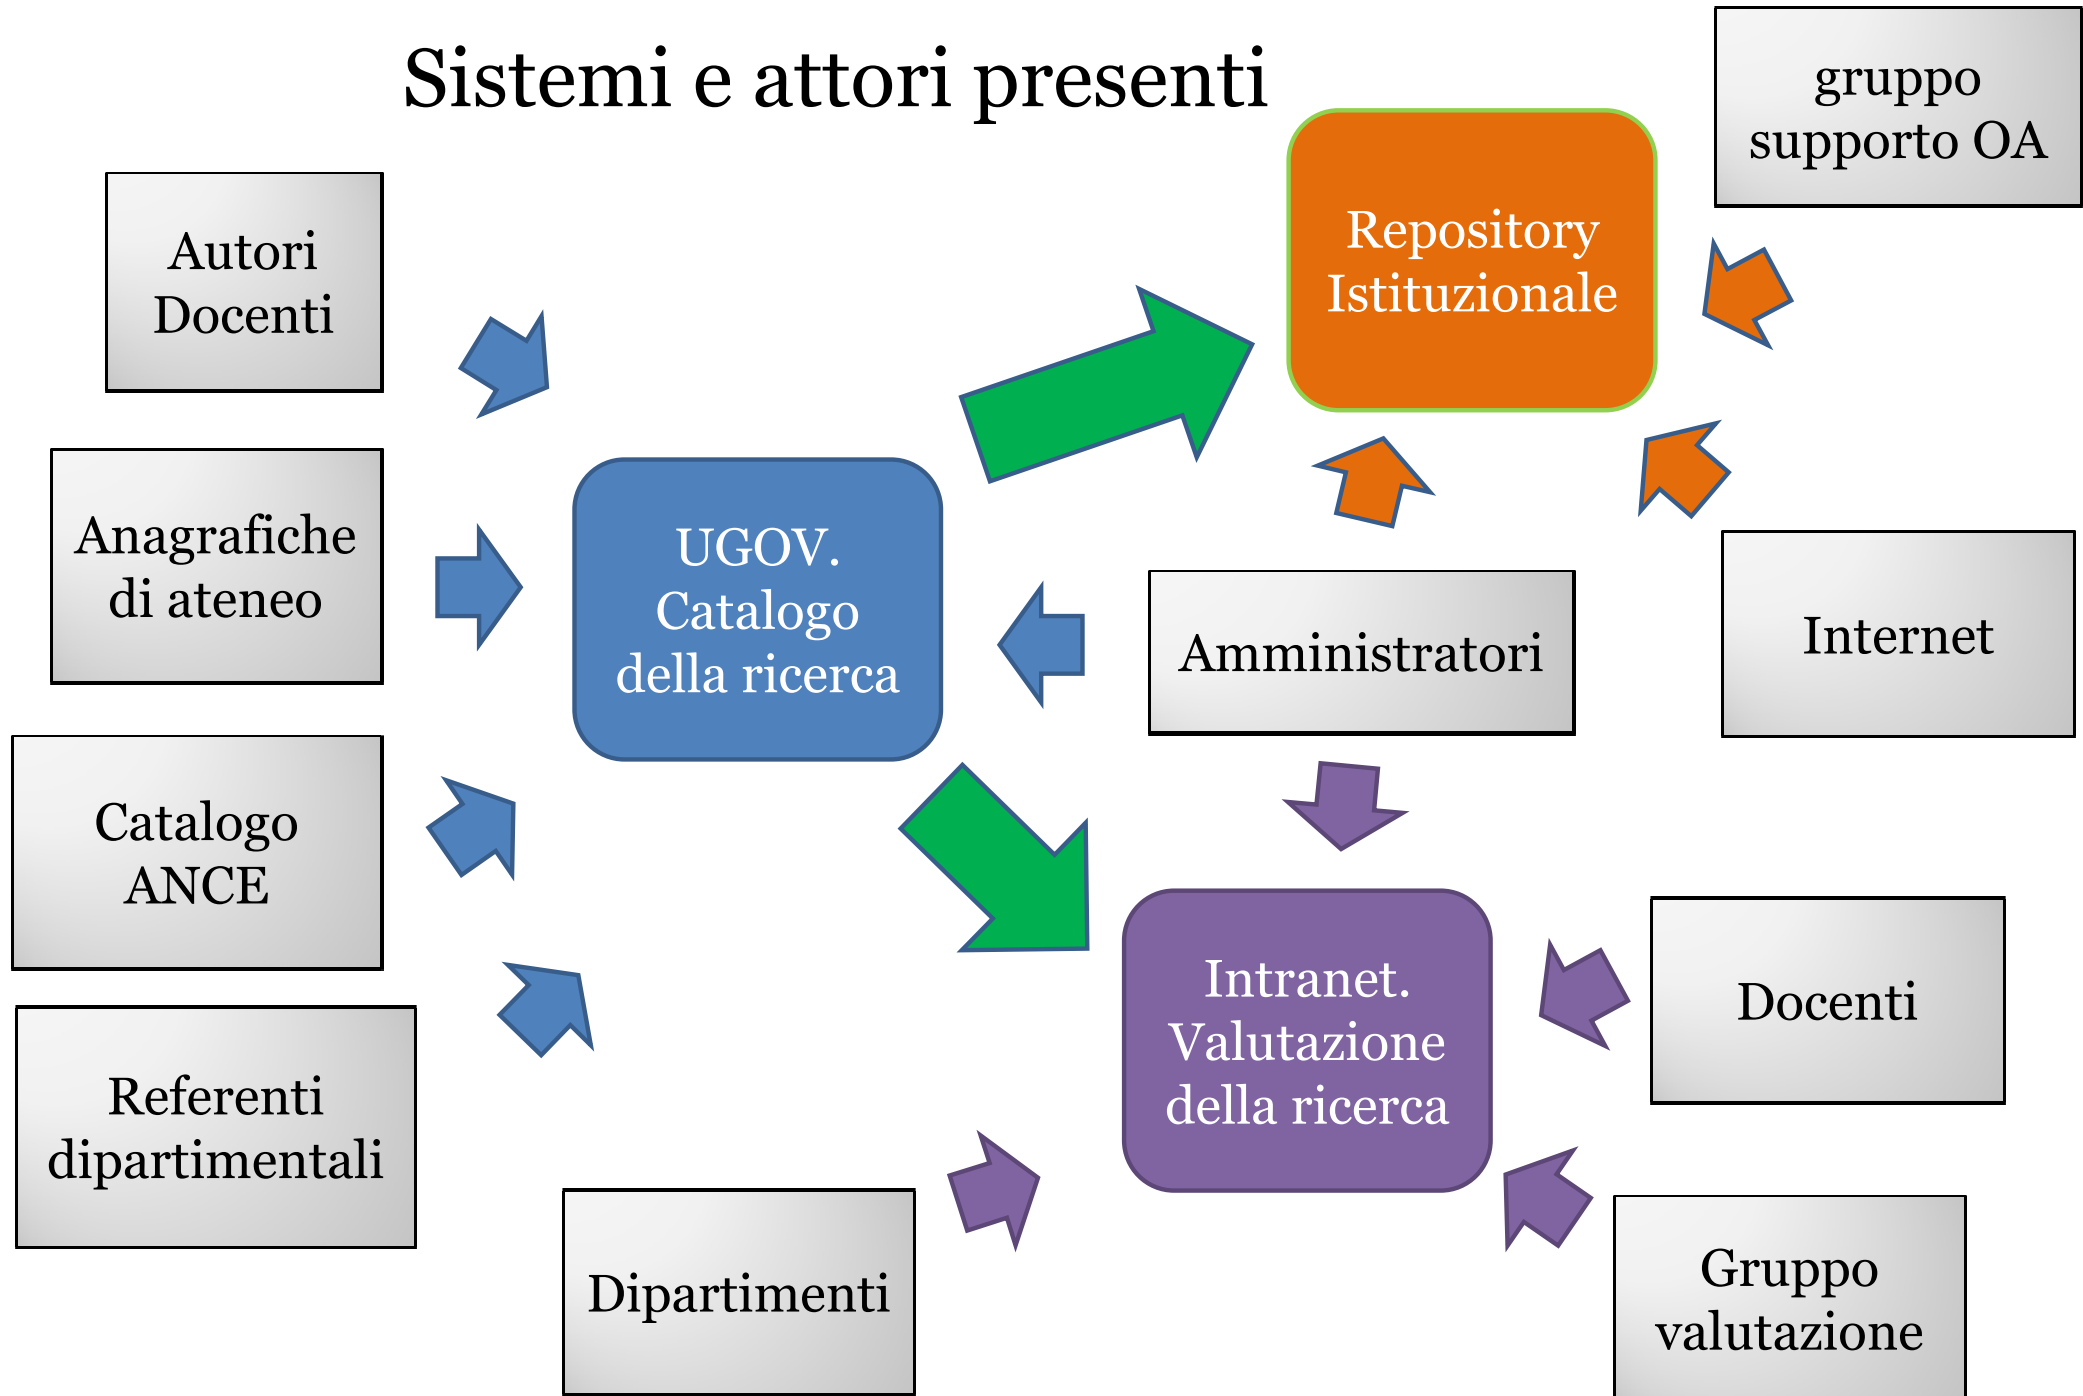 Sistemi e attori presenti
gruppo
supporto OA
Autori
Docenti
Repository
Istituzionale
Anagrafiche
di ateneo
UGOV.
Catalogo
della ricerca
Amministratori
Internet
Catalogo
ANCE
Intranet.
Valutazione
della ricerca
Docenti
Referenti
dipartimentali
Dipartimenti
Gruppo
valutazione